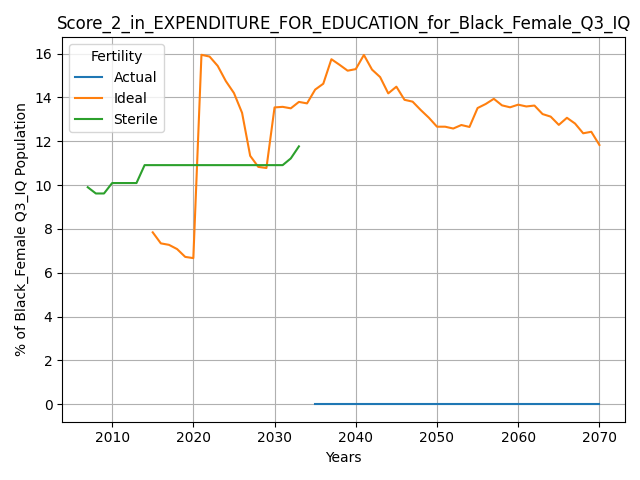 Score_2_in_EXPENDITURE_FOR_EDUCATION_for_Black_Female_Q3_IQ
Fertility
Actual
Ideal
Sterile
% of Black_Female Q3_IQ Population
16
14
12
10
8
6
4
2
0
2010 2020 2030 2040 2050 2060 2070
Years